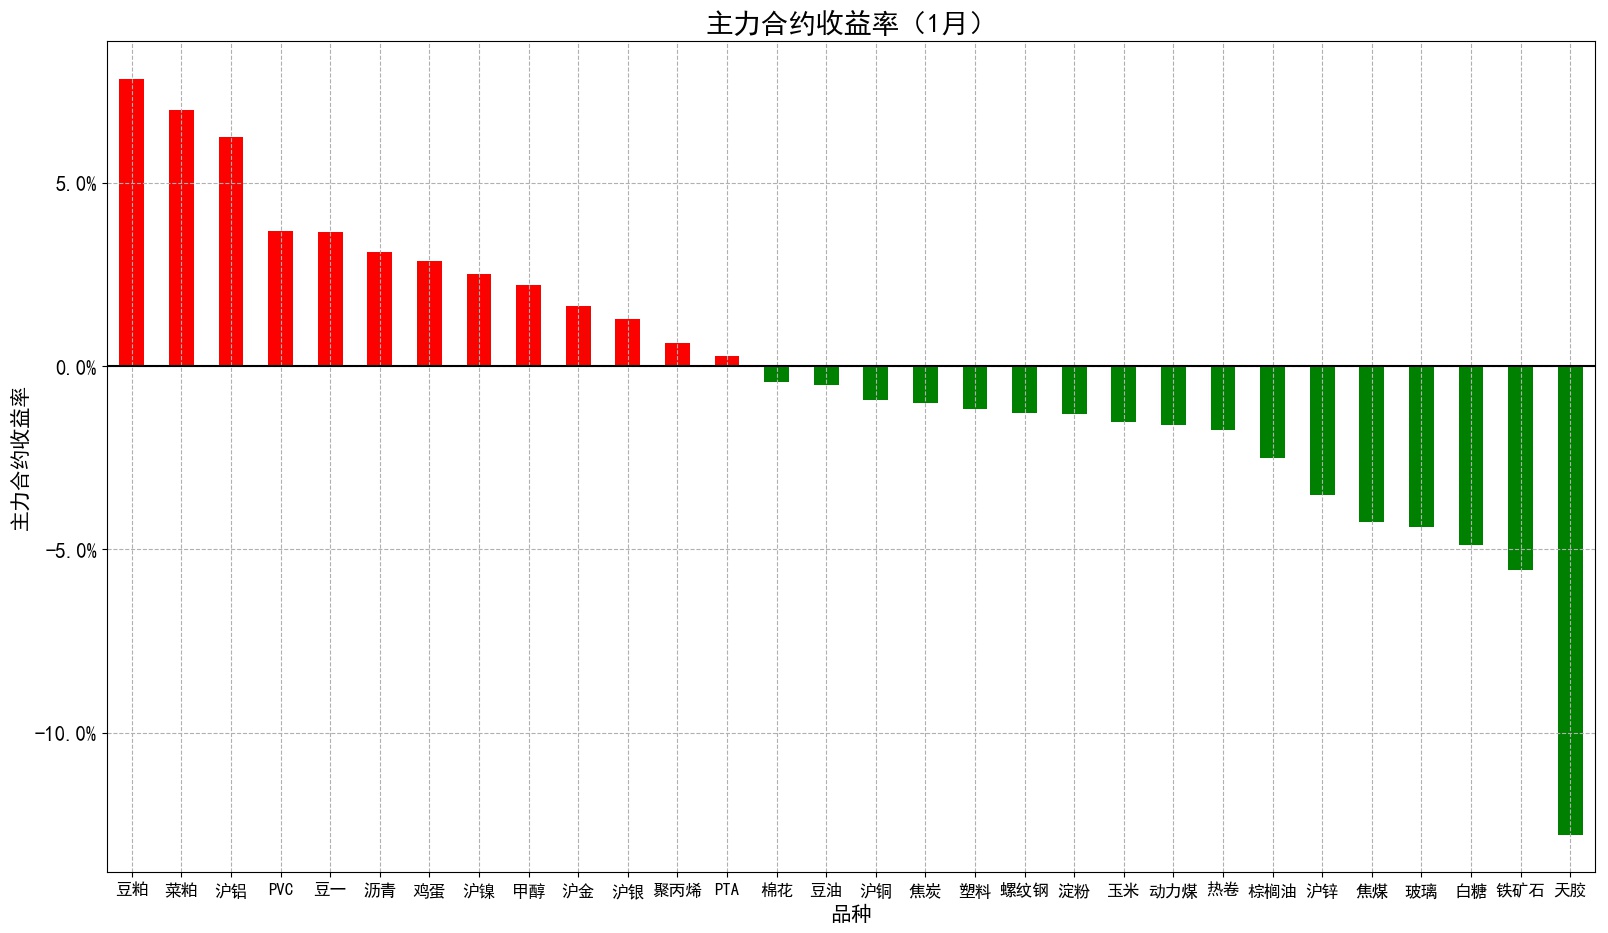 主力合约收益率（1月）
5.0%
0.0%
−5.0%
−10.0%
主力合约收益率
豆粕 菜粕 沪铝 PVC 豆一 沥青 鸡蛋 沪镍 甲醇 沪金 沪银 聚丙烯 PTA 棉花 豆油 沪铜 焦炭 塑料 螺纹钢 淀粉 玉米 动力煤 热卷 棕榈油 沪锌 焦煤 玻璃 白糖 铁矿石 天胶
品种